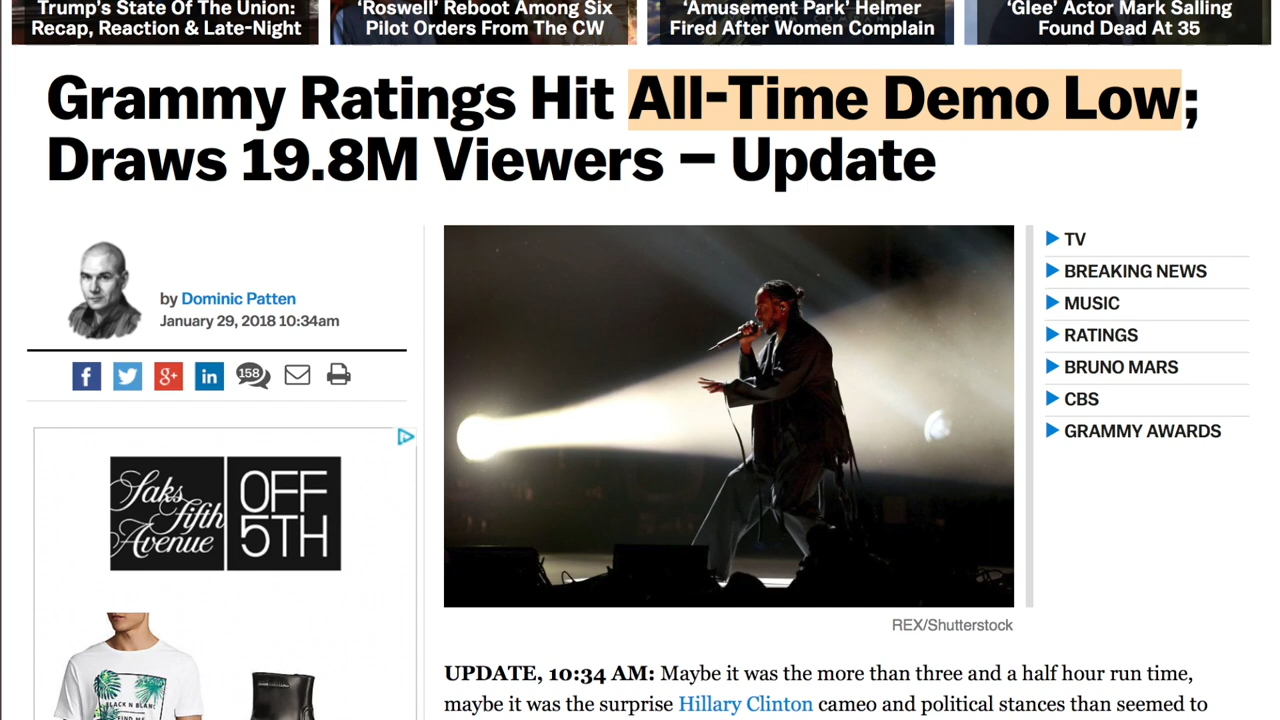 Trump's State Of The Union:
Recap, Reaction & Late-Night
'Roswell' Reboot Among Six
Pilot Orders From The CW
'Amusement Park' Helmer
Fired After Women Complain
'Glee' Actor Mark Salling
Found Dead At 35
Grammy Ratings Hit All-Time Demo Low;
Draws 19.8M Viewers – Update
by Dominic Patten
January 29, 2018 10:34am
f
g+
in
158
Saks
fifth
Avenue
OFF
5TH
TV
BREAKING NEWS
MUSIC
RATINGS
BRUNO MARS
CBS
GRAMMY AWARDS
REX/Shutterstock
UPDATE, 10:34 AM: Maybe it was the more than three and a half hour run time,
maybe it was the surprise Hillary Clinton cameo and political stances than seemed to